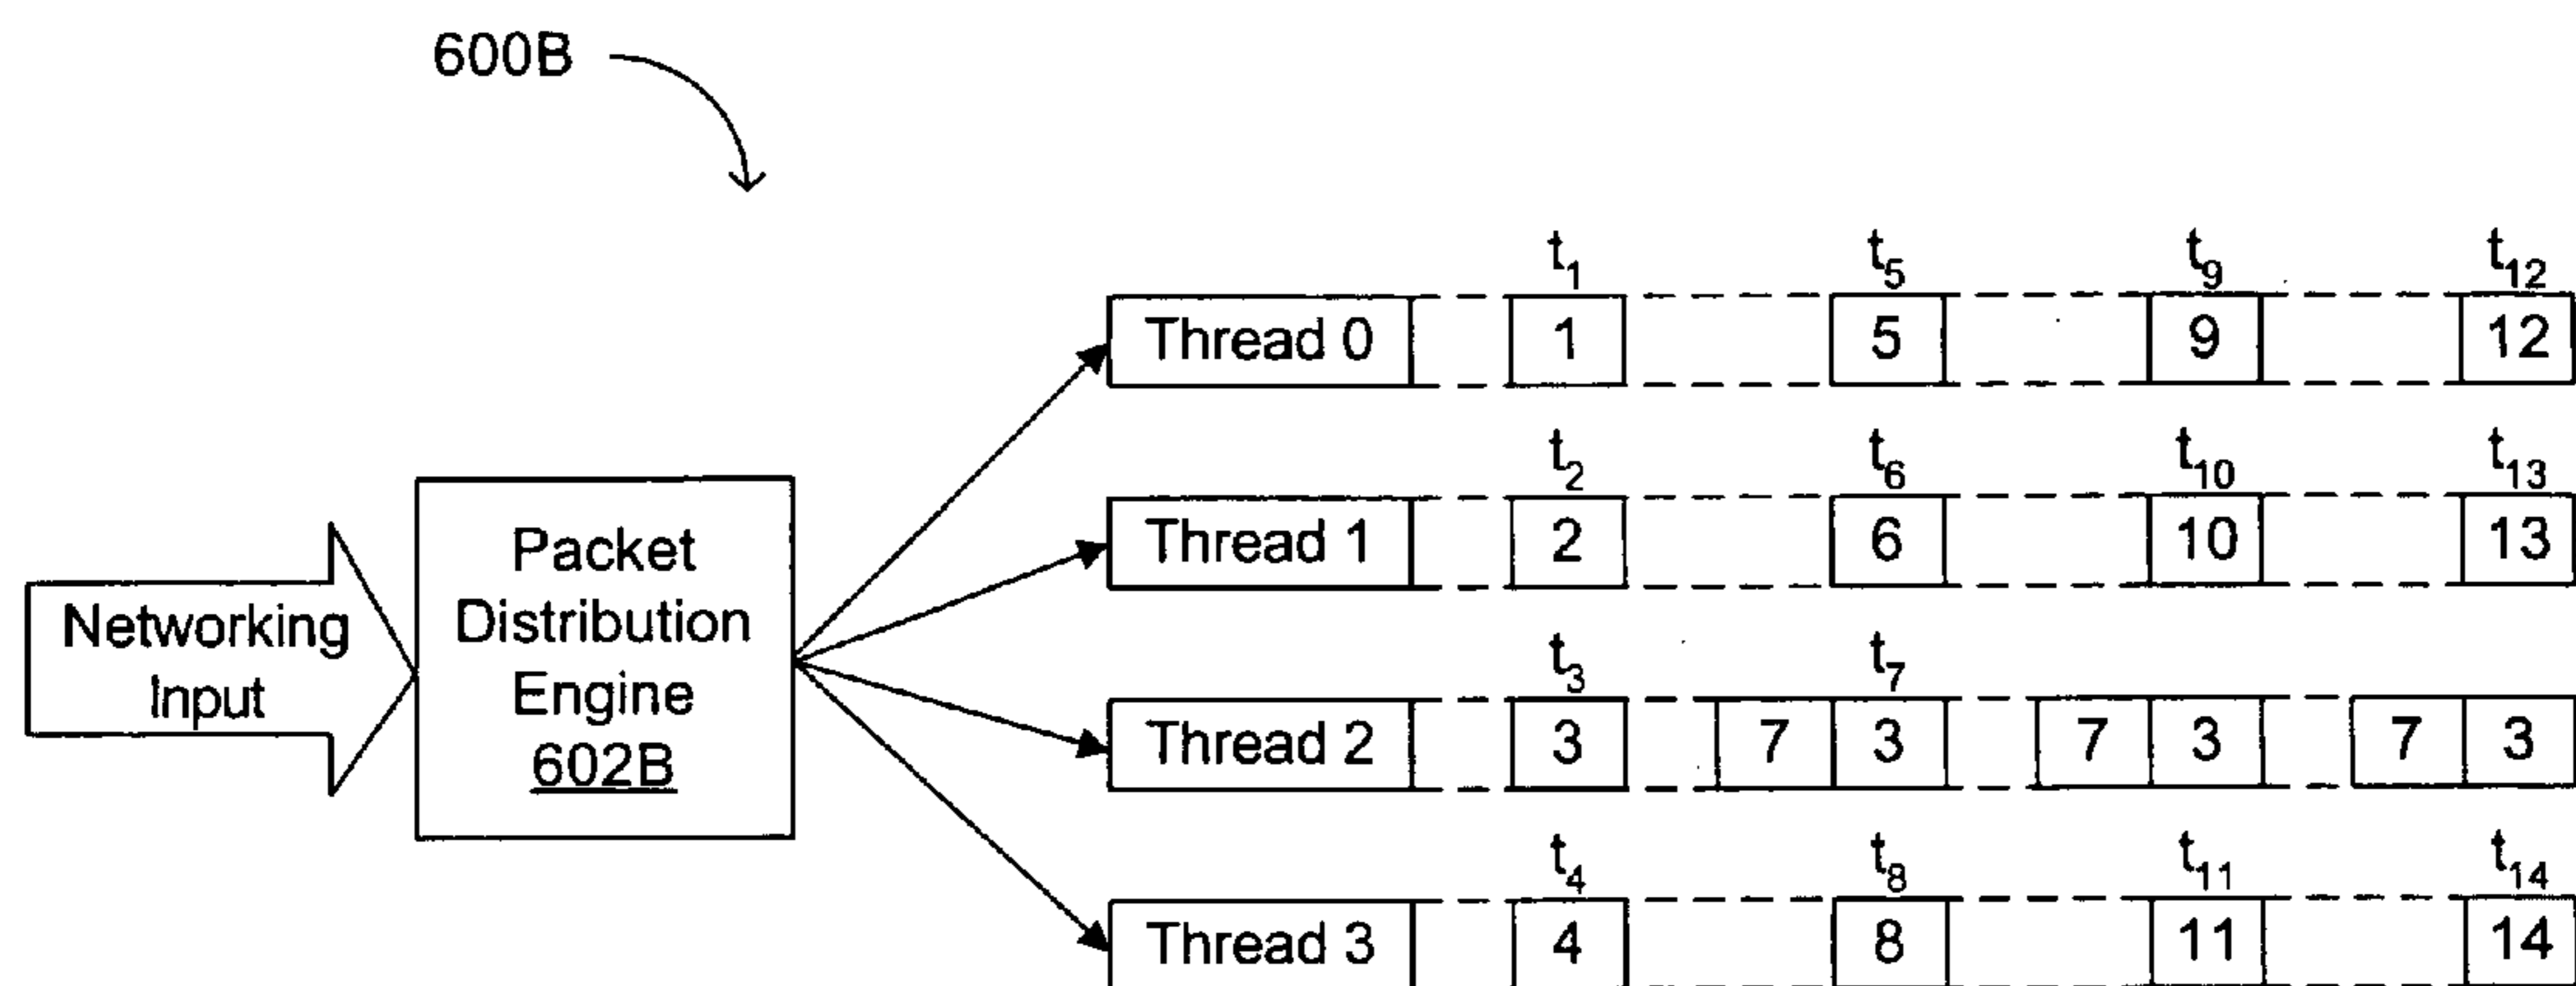 600B
Networking
Input
Packet
Distribution
Engine
602B
t1 t5 t9 t12
Thread 0 1 5 9 12
t2 t6 t10 t13
Thread 1 2 6 10 13
t3 t7
Thread 2 3 7 3 7 3 7 3
t4 t8 t11 t14
Thread 3 4 8 11 14